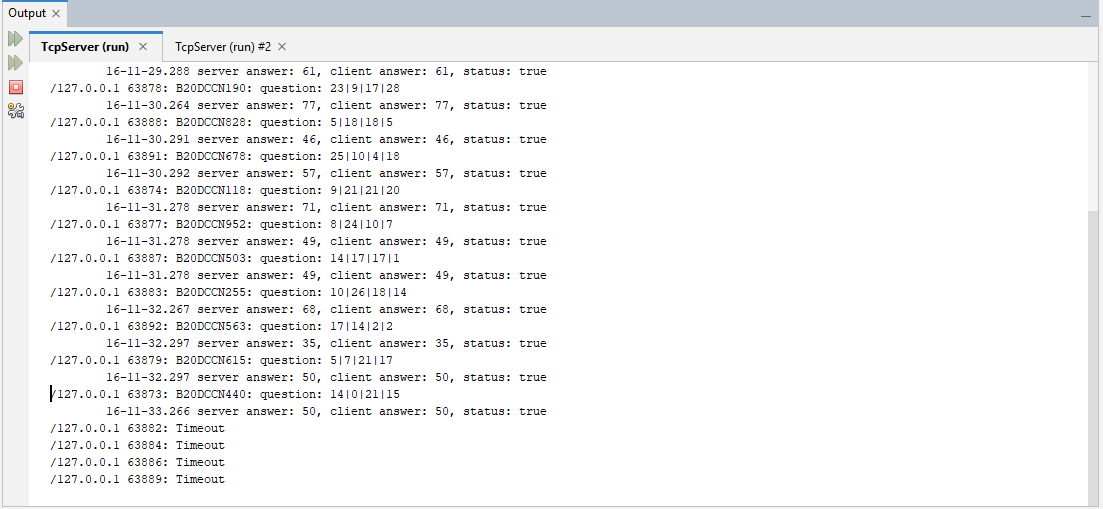 Output
TcpServer (run)
TcpServer (run) #2
16-11-29.288 server answer: 61, client answer: 61, status: true
/127.0.0.1 63878: B20DCCN190: question: 23|9|17|28
16-11-30.264 server answer: 77, client answer: 77, status: true
/127.0.0.1 63888: B20DCCN828: question: 5|18|18|5
16-11-30.291 server answer: 46, client answer: 46, status: true
/127.0.0.1 63891: B20DCCN678: question: 25|10|4|18
16-11-30.292 server answer: 57, client answer: 57, status: true
/127.0.0.1 63874: B20DCCN118: question: 9|21|21|20
16-11-31.278 server answer: 71, client answer: 71, status: true
/127.0.0.1 63877: B20DCCN952: question: 8|24|10|7
16-11-31.278 server answer: 49, client answer: 49, status: true
/127.0.0.1 63887: B20DCCN503: question: 14|17|17|1
16-11-31.278 server answer: 49, client answer: 49, status: true
/127.0.0.1 63883: B20DCCN255: question: 10|26|18|14
16-11-32.267 server answer: 68, client answer: 68, status: true
/127.0.0.1 63892: B20DCCN563: question: 17|14|2|2
16-11-32.297 server answer: 35, client answer: 35, status: true
/127.0.0.1 63879: B20DCCN615: question: 5|7|21|17
16-11-32.297 server answer: 50, client answer: 50, status: true
/127.0.0.1 63873: B20DCCN440: question: 14|0|21|15
16-11-33.266 server answer: 50, client answer: 50, status: true
/127.0.0.1 63882: Timeout
/127.0.0.1 63884: Timeout
/127.0.0.1 63886: Timeout
/127.0.0.1 63889: Timeout